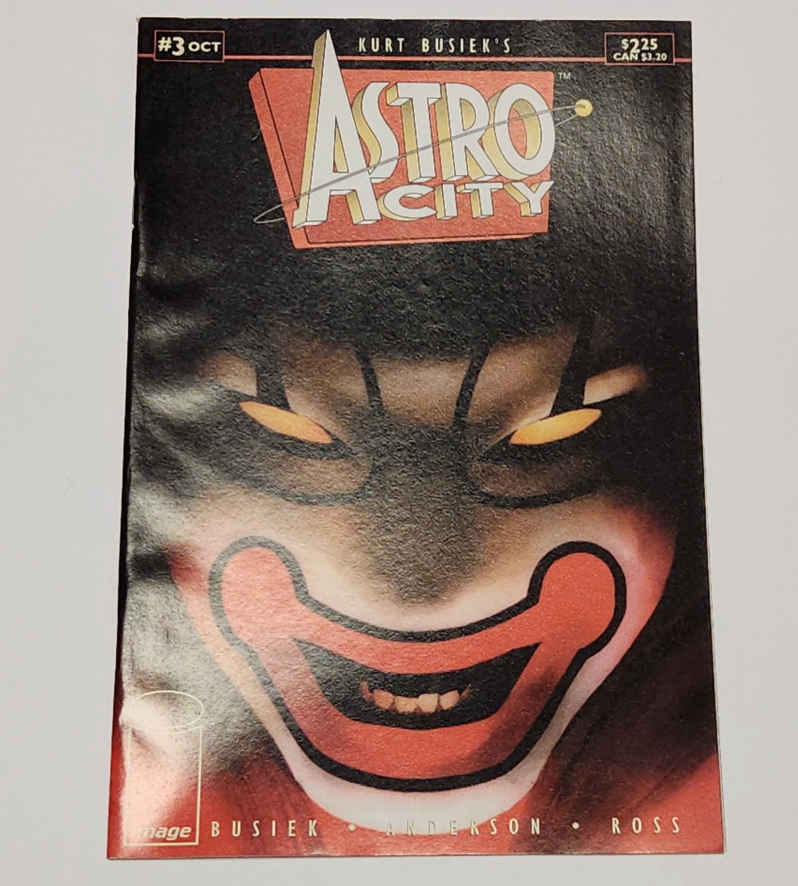 #3 OCT
KURT BUSIEK'S
$2.25
CAN $3.20
ASTRO
CITY
TM
image
BUSIEK • ANDERSON • ROSS